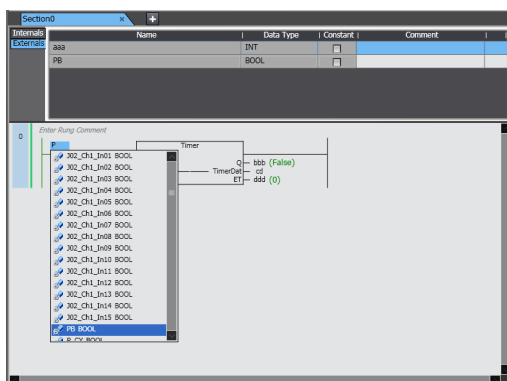 Section0 × +
Internals
Externals
Name Data Type Constant Comment
aaa INT
PB BOOL
0
Enter Rung Comment
P
Timer
Q bbb (False)
TimerDat cd
ET ddd (0)
J02_Ch1_In01 BOOL
J02_Ch1_In02 BOOL
J02_Ch1_In03 BOOL
J02_Ch1_In04 BOOL
J02_Ch1_In05 BOOL
J02_Ch1_In06 BOOL
J02_Ch1_In07 BOOL
J02_Ch1_In08 BOOL
J02_Ch1_In09 BOOL
J02_Ch1_In10 BOOL
J02_Ch1_In11 BOOL
J02_Ch1_In12 BOOL
J02_Ch1_In13 BOOL
J02_Ch1_In14 BOOL
J02_Ch1_In15 BOOL
PB BOOL
P_CY BOOL